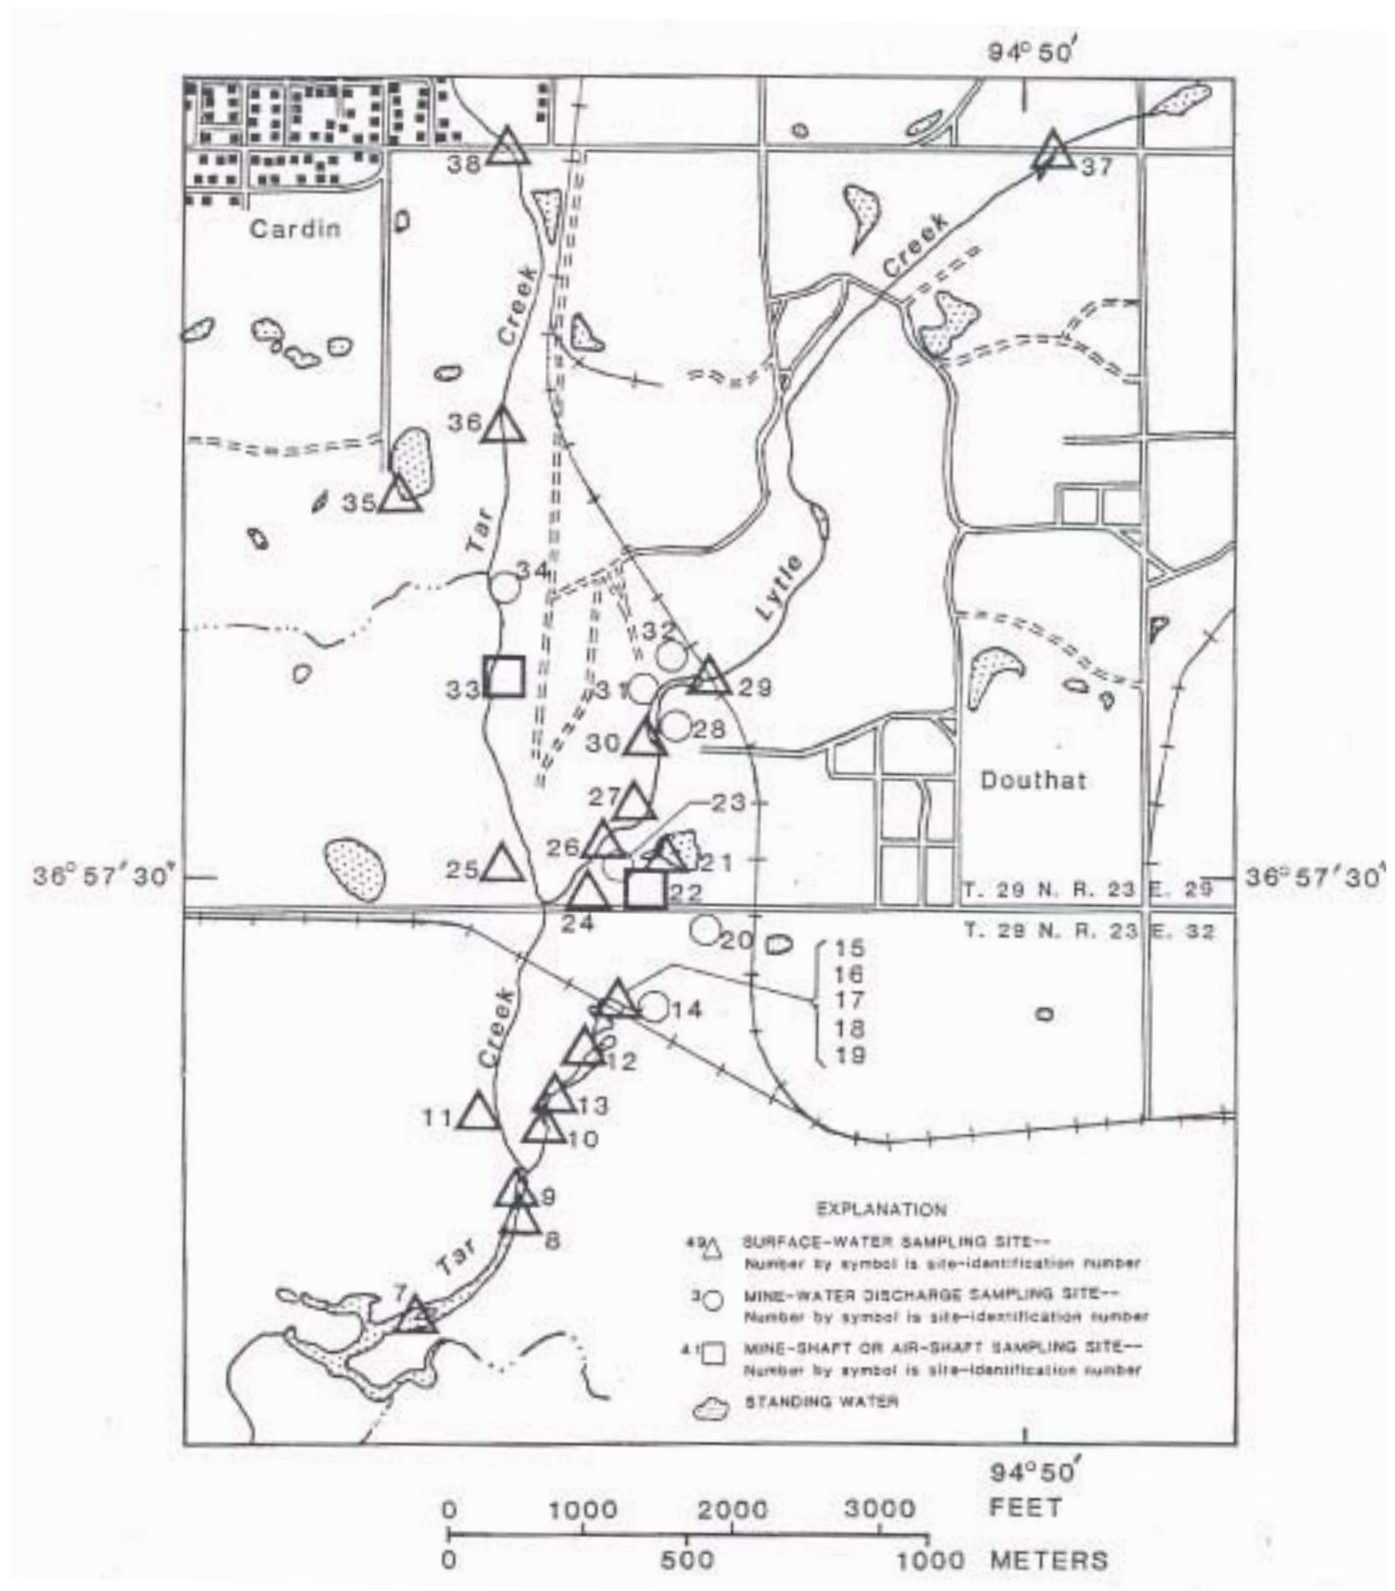 94°50'
38
37
Cardin
Creek
Creek
36
35
Tar
34
Lytle
32
33
31
29
28
30
Douthat
27
23
26
21
25
36°57'30"
22
T. 29 N. R. 23 E. 29
36°57'30"
24
20
T. 29 N. R. 23 E. 32
15
16
17
18
19
14
Creek
12
13
11
10
9
8
Tar
7
EXPLANATION
49 SURFACE-WATER SAMPLING SITE--
Number by symbol is site-identification number
3 MINE-WATER DISCHARGE SAMPLING SITE--
Number by symbol is site-identification number
41 MINE-SHAFT OR AIR-SHAFT SAMPLING SITE--
Number by symbol is site-identification number
STANDING WATER
94°50'
0 1000 2000 3000 FEET
0 500 1000 METERS